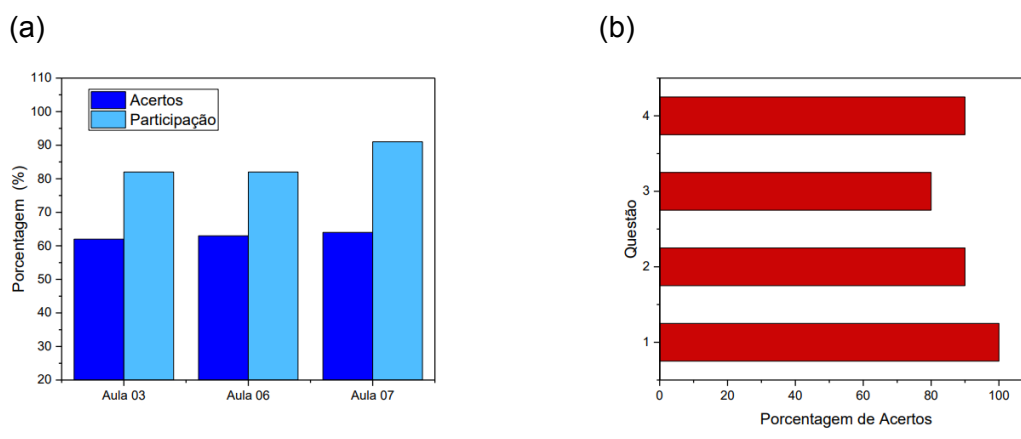 (a)
(b)
Porcentagem (%)
110
100
90
80
70
60
50
40
30
20
Acertos
Participação
Aula 03
Aula 06
Aula 07
Questão
4
3
2
1
0
20
40
60
80
100
Porcentagem de Acertos